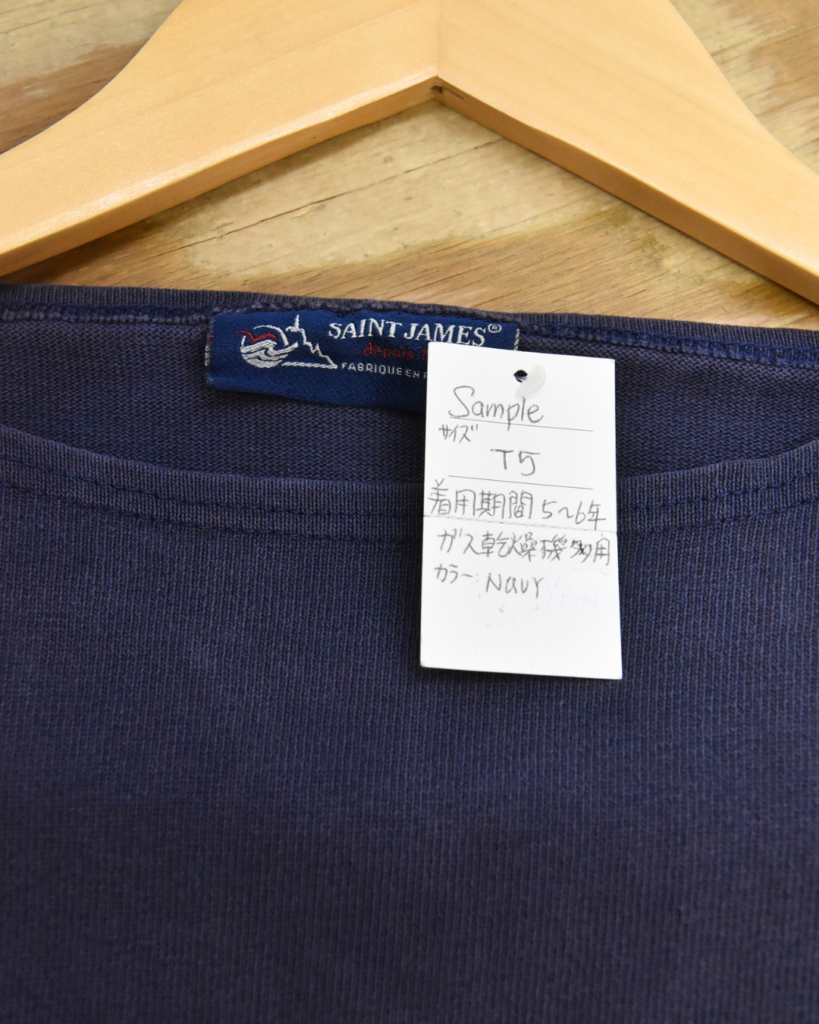 SAINT JAMES®
depuis
FABRIQUE EN
Sample
サイズ
T5
着用期間 5~6年
ガス乾燥機多用
カラー: NAVY